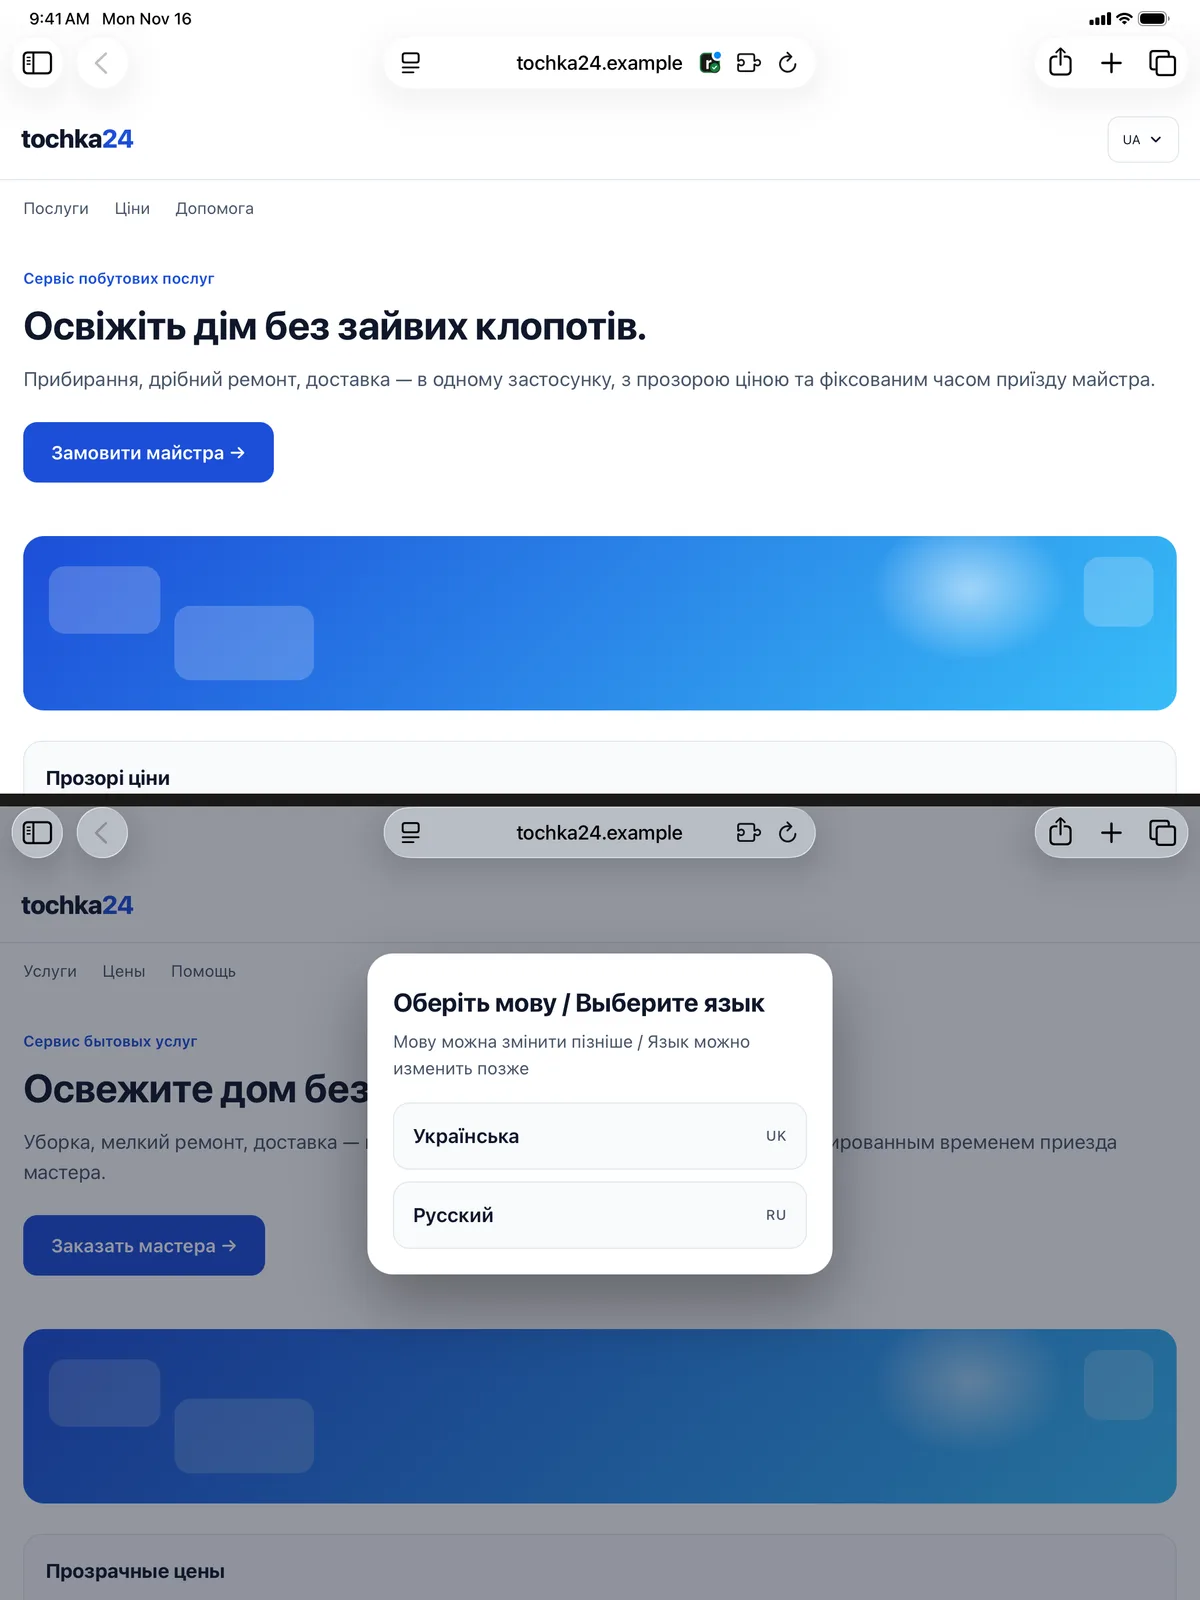 9:41 AM Mon Nov 16
tochka24.example
tochka24
UA
Послуги Ціни Допомога
Сервіс побутових послуг
Освіжіть дім без зайвих клопотів.
Прибирання, дрібний ремонт, доставка — в одному застосунку, з прозорою ціною та фіксованим часом приїзду майстра.
Замовити майстра →
Прозорі ціни
tochka24.example
tochka24
Услуги Цены Помощь
Сервис бытовых услуг
Освежите дом без
Уборка, мелкий ремонт, доставка —
ированным временем приезда
мастера.
Заказать мастера →
Оберіть мову / Выберите язык
Мову можна змінити пізніше / Язык можно
изменить позже
Українська UK
Русский RU
Прозрачные цены